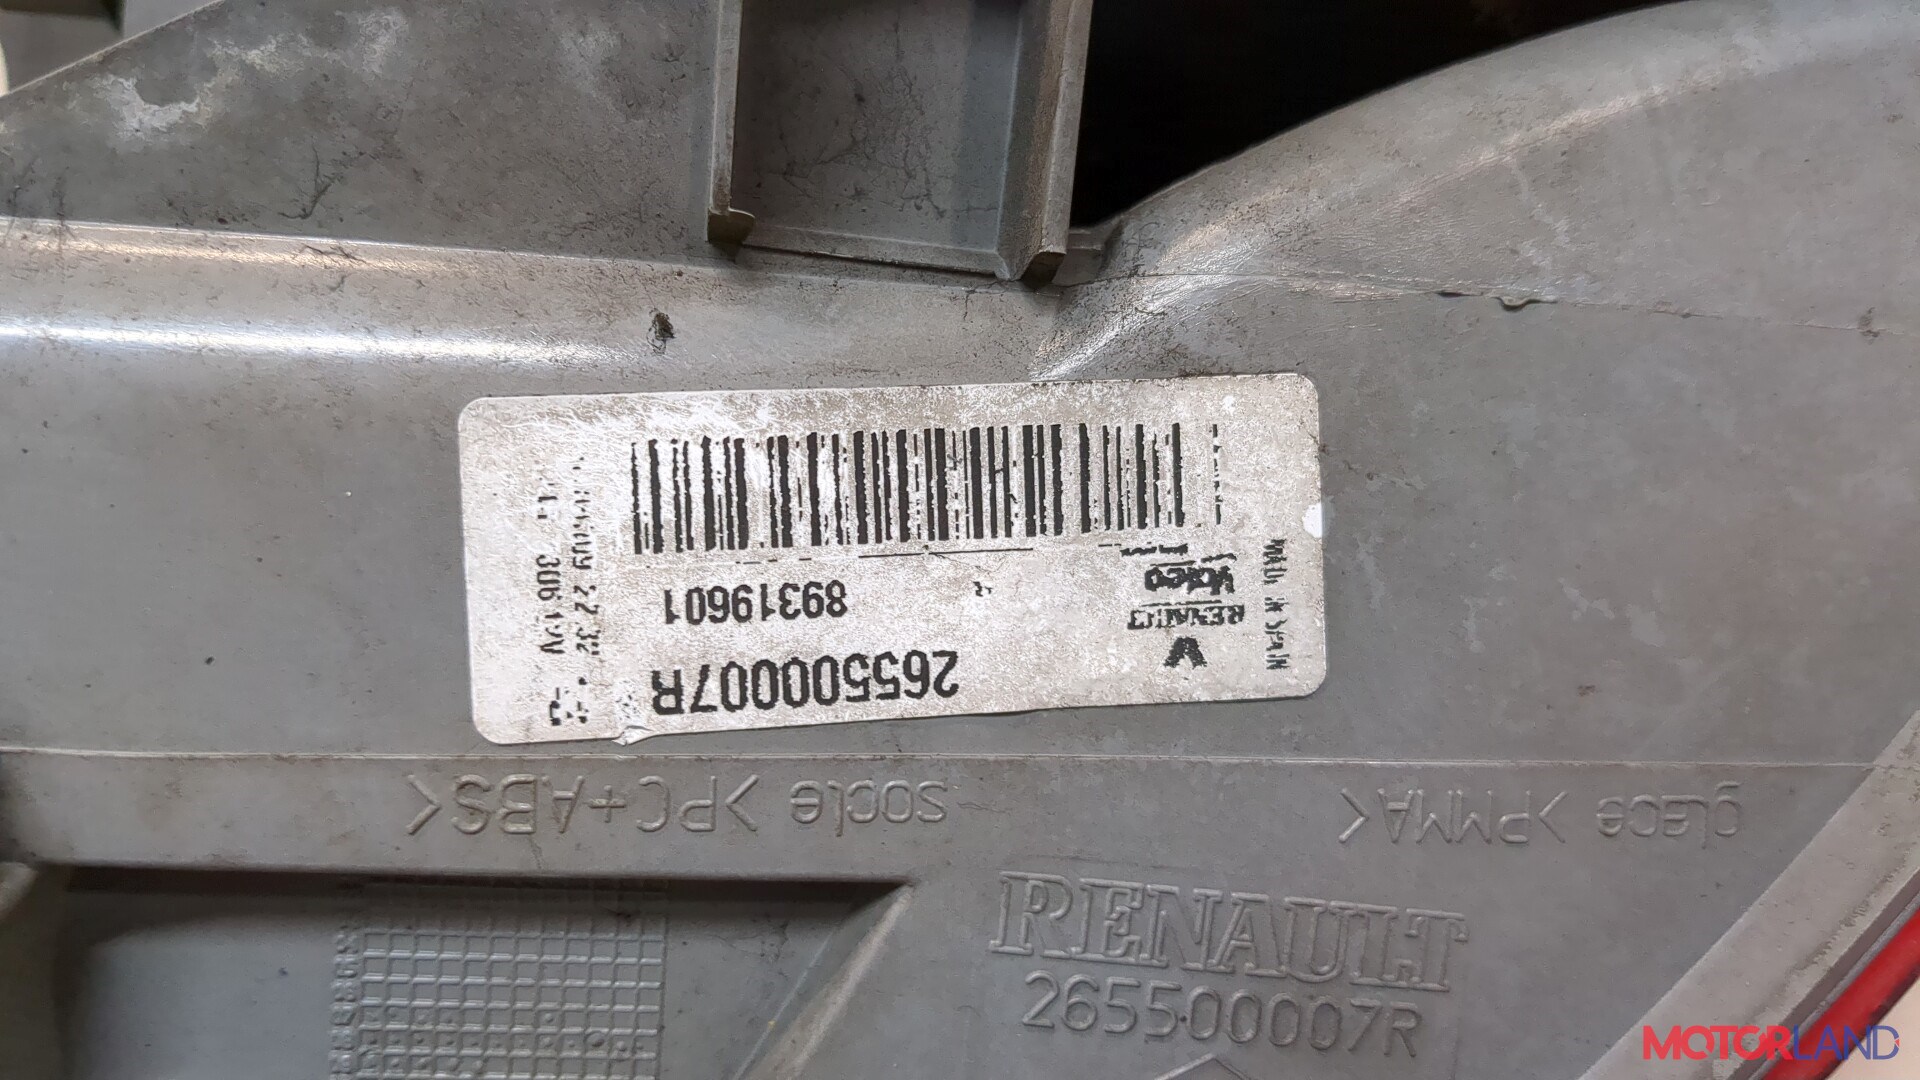 265500007R
89319601
RENAULT
Valeo
MADE IN SPAIN
socle >PC+ABS<
glace >PMMA<
RENAULT
265500007R
MOTORLAND